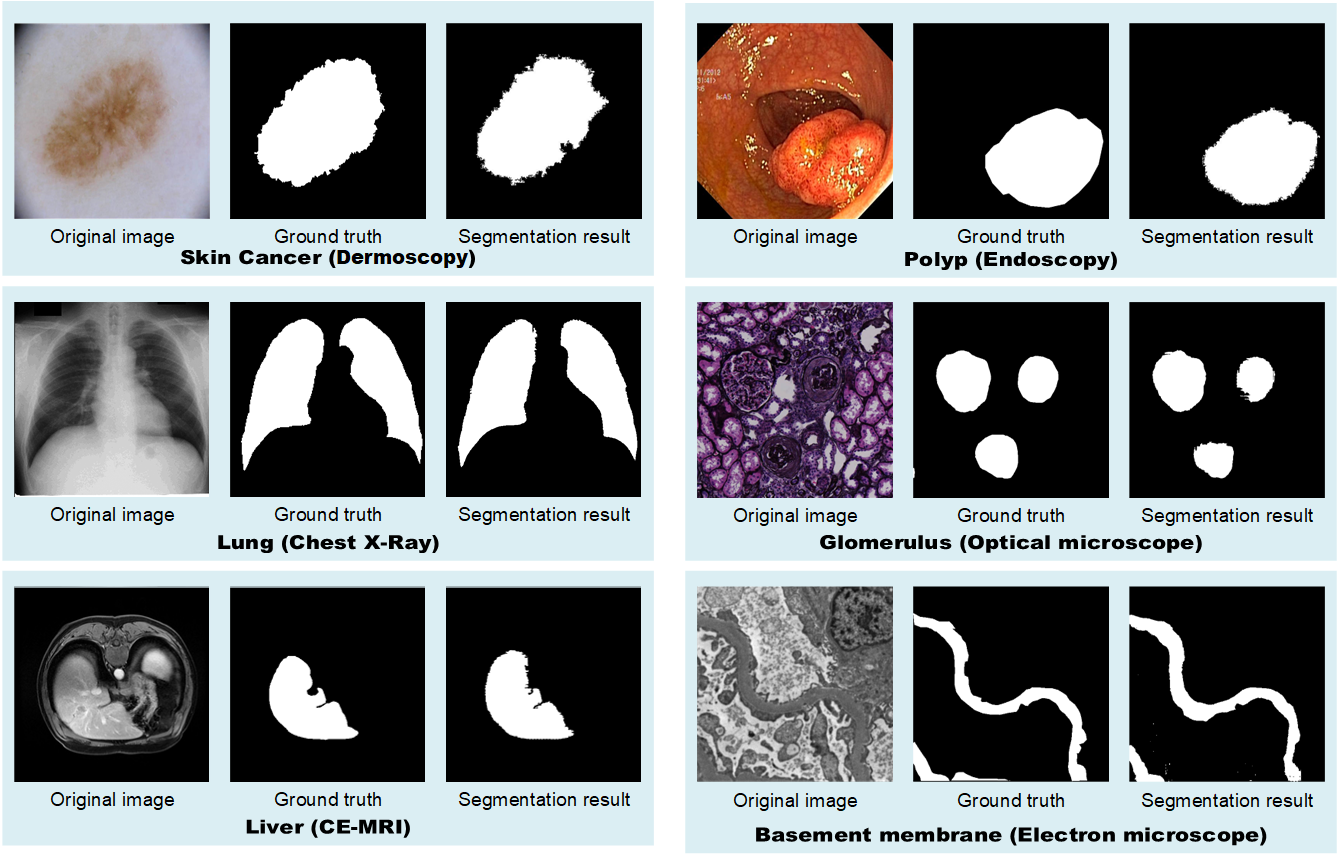 Original image
Ground truth
Segmentation result
Skin Cancer (Dermoscopy)
Original image
Ground truth
Segmentation result
Polyp (Endoscopy)
Original image
Ground truth
Segmentation result
Lung (Chest X-Ray)
Original image
Ground truth
Segmentation result
Glomerulus (Optical microscope)
Original image
Ground truth
Segmentation result
Liver (CE-MRI)
Original image
Ground truth
Segmentation result
Basement membrane (Electron microscope)